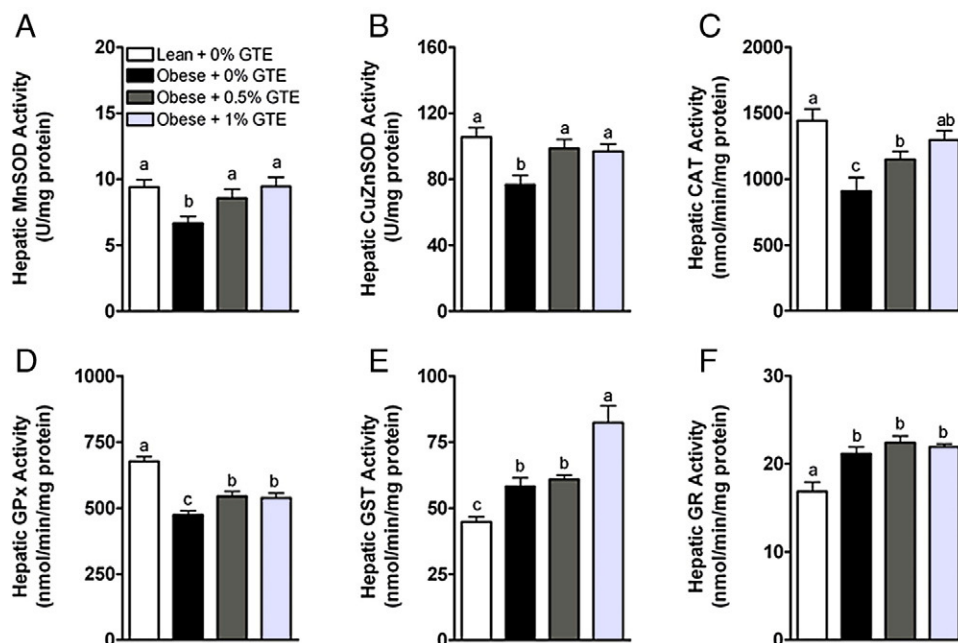 A
Hepatic MnSOD Activity
(U/mg protein)
20
15
10
5
0
Lean + 0% GTE
Obese + 0% GTE
Obese + 0.5% GTE
Obese + 1% GTE
a
b
a
a
B
Hepatic CuZnSOD Activity
(U/mg protein)
160
120
80
40
0
a
b
a
a
C
Hepatic CAT Activity
(nmol/min/mg protein)
2000
1500
1000
500
0
a
c
b
ab
D
Hepatic GPx Activity
(nmol/min/mg protein)
1000
750
500
250
0
a
c
b
b
E
Hepatic GST Activity
(nmol/min/mg protein)
100
75
50
25
0
c
b
b
a
F
Hepatic GR Activity
(nmol/min/mg protein)
30
20
10
0
a
b
b
b